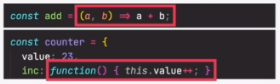 const add = (a, b) => a + b;
const counter = {
value: 23,
inc: function() { this.value++; }